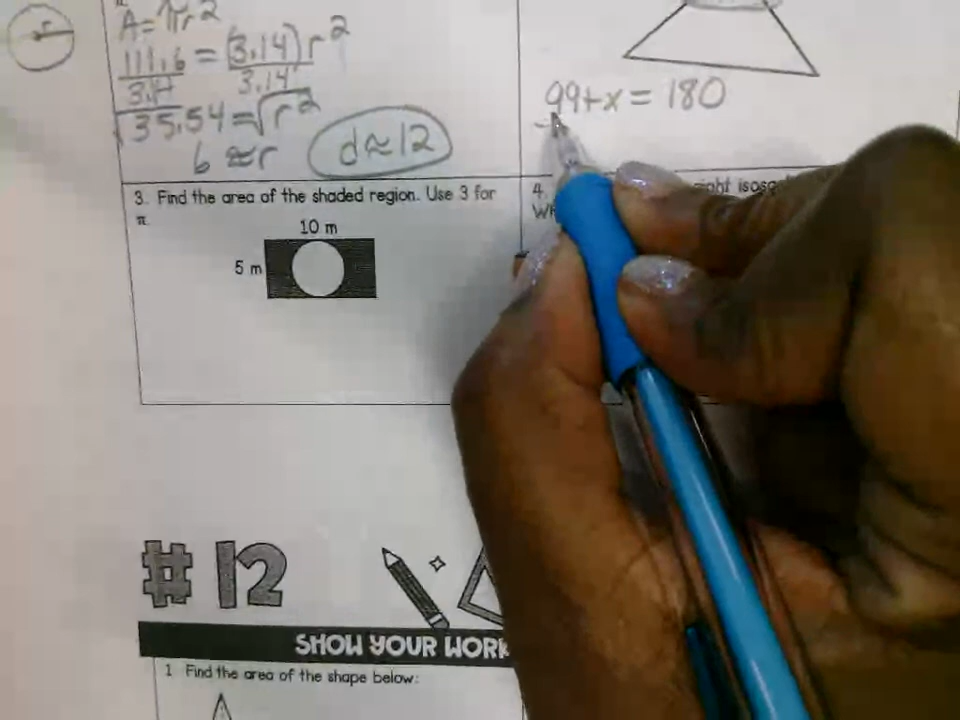 r
A = πr²
111.6 = (3.14) r²
3.14 3.14
√35.54 = √r²
6 ≈ r
d ≈ 12
99 + x = 180
3. Find the area of the shaded region. Use 3 for
π.
10 m
5 m
4.
right
# 12
SHOW YOUR WORK
1 Find the area of the shape below: